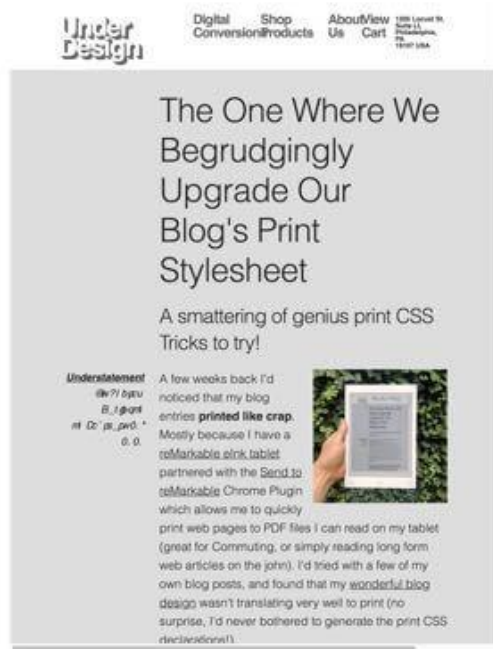 Under
Design
Digital Conversion
Shop Products
About Us
View Cart
Philadelphia,
PA
19107 USA
The One Where We
Begrudgingly
Upgrade Our
Blog's Print
Stylesheet
A smattering of genius print CSS
Tricks to try!
Understatement
A few weeks back I'd
noticed that my blog
entries printed like crap.
Mostly because I have a
reMarkable eInk tablet
partnered with the Send to
reMarkable Chrome Plugin
which allows me to quickly
print web pages to PDF files I can read on my tablet
(great for Commuting, or simply reading long form
web articles on the john). I'd tried with a few of my
own blog posts, and found that my wonderful blog
design wasn't translating very well to print (no
surprise, I'd never bothered to generate the print CSS
declarations!).